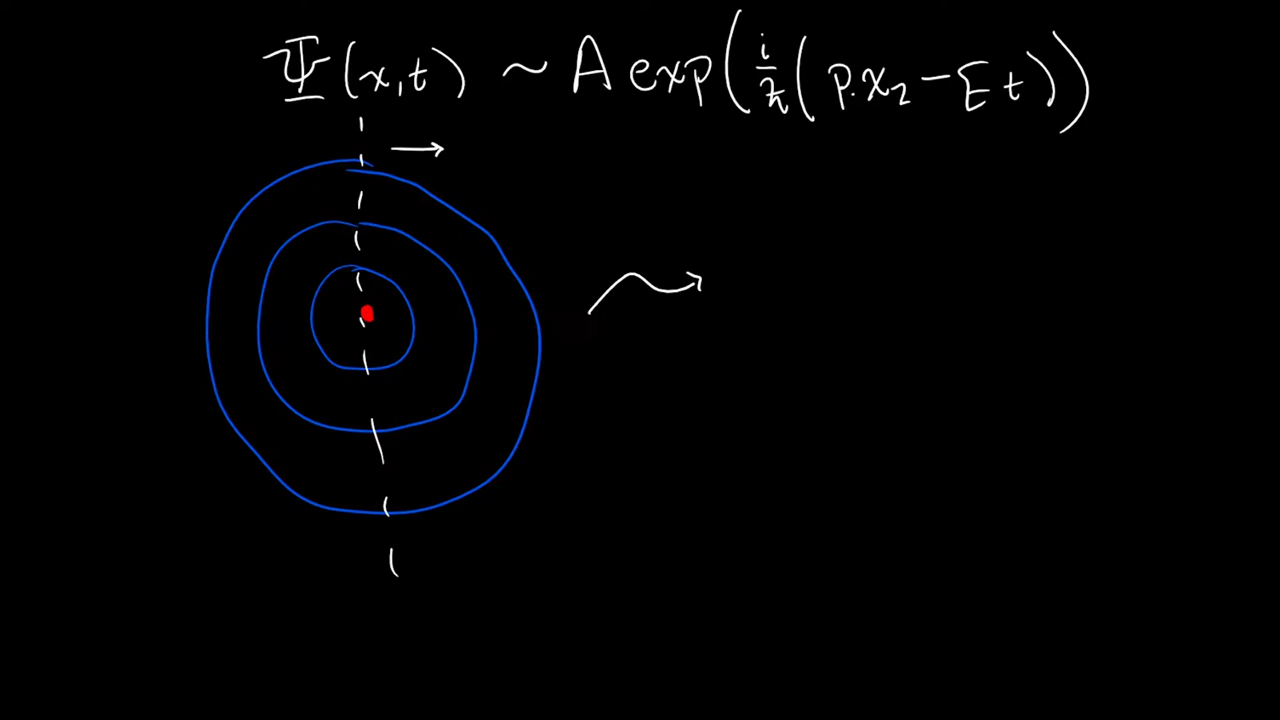 Ψ(x,t) ~ A exp(i/ħ(p·x₂ − Et))